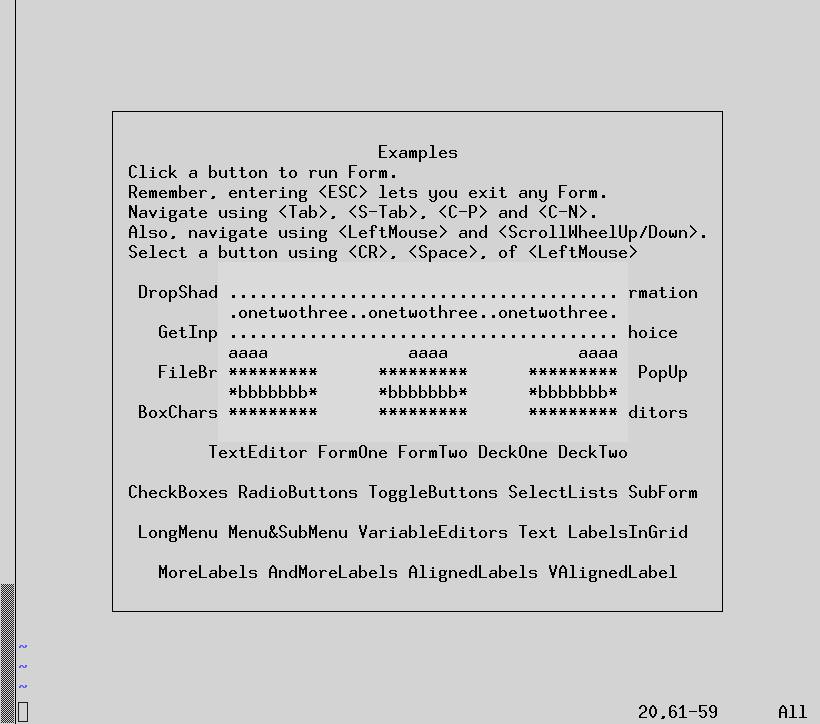 Examples
Click a button to run Form.
Remember, entering <ESC> lets you exit any Form.
Navigate using <Tab>, <S-Tab>, <C-P> and <C-N>.
Also, navigate using <LeftMouse> and <ScrollWheelUp/Down>.
Select a button using <CR>, <Space>, of <LeftMouse>
DropShad ....................................... rmation
.onetwothree..onetwothree..onetwothree.
GetInp ....................................... hoice
aaaa aaaa aaaa
FileBr ********* ********* ********* PopUp
*bbbbbbb* *bbbbbbb* *bbbbbbb*
BoxChars ********* ********* ********* ditors
TextEditor FormOne FormTwo DeckOne DeckTwo
CheckBoxes RadioButtons ToggleButtons SelectLists SubForm
LongMenu Menu&SubMenu VariableEditors Text LabelsInGrid
MoreLabels AndMoreLabels AlignedLabels VAlignedLabel
~
~
~
20,61-59 All